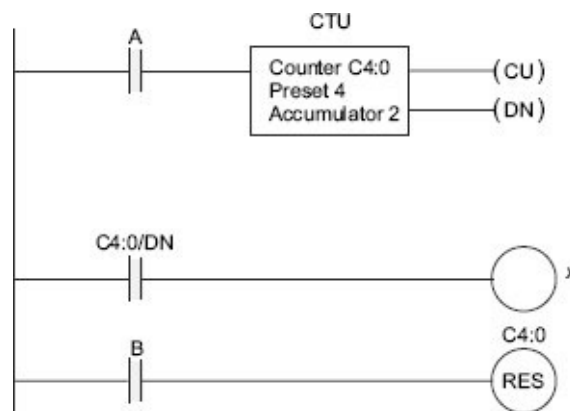 CTU
A
Counter C4:0
Preset 4
Accumulator 2
(CU)
(DN)
C4:0/DN
C4:0
B
RES